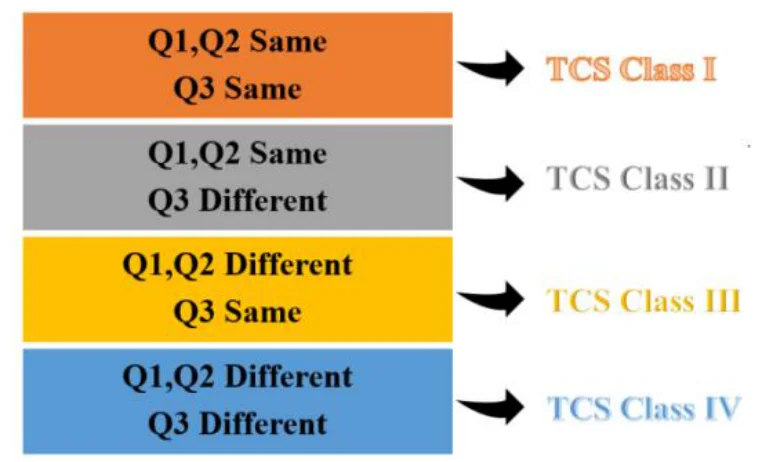 Q1,Q2 Same
Q3 Same
TCS Class I
Q1,Q2 Same
Q3 Different
TCS Class II
Q1,Q2 Different
Q3 Same
TCS Class III
Q1,Q2 Different
Q3 Different
TCS Class IV